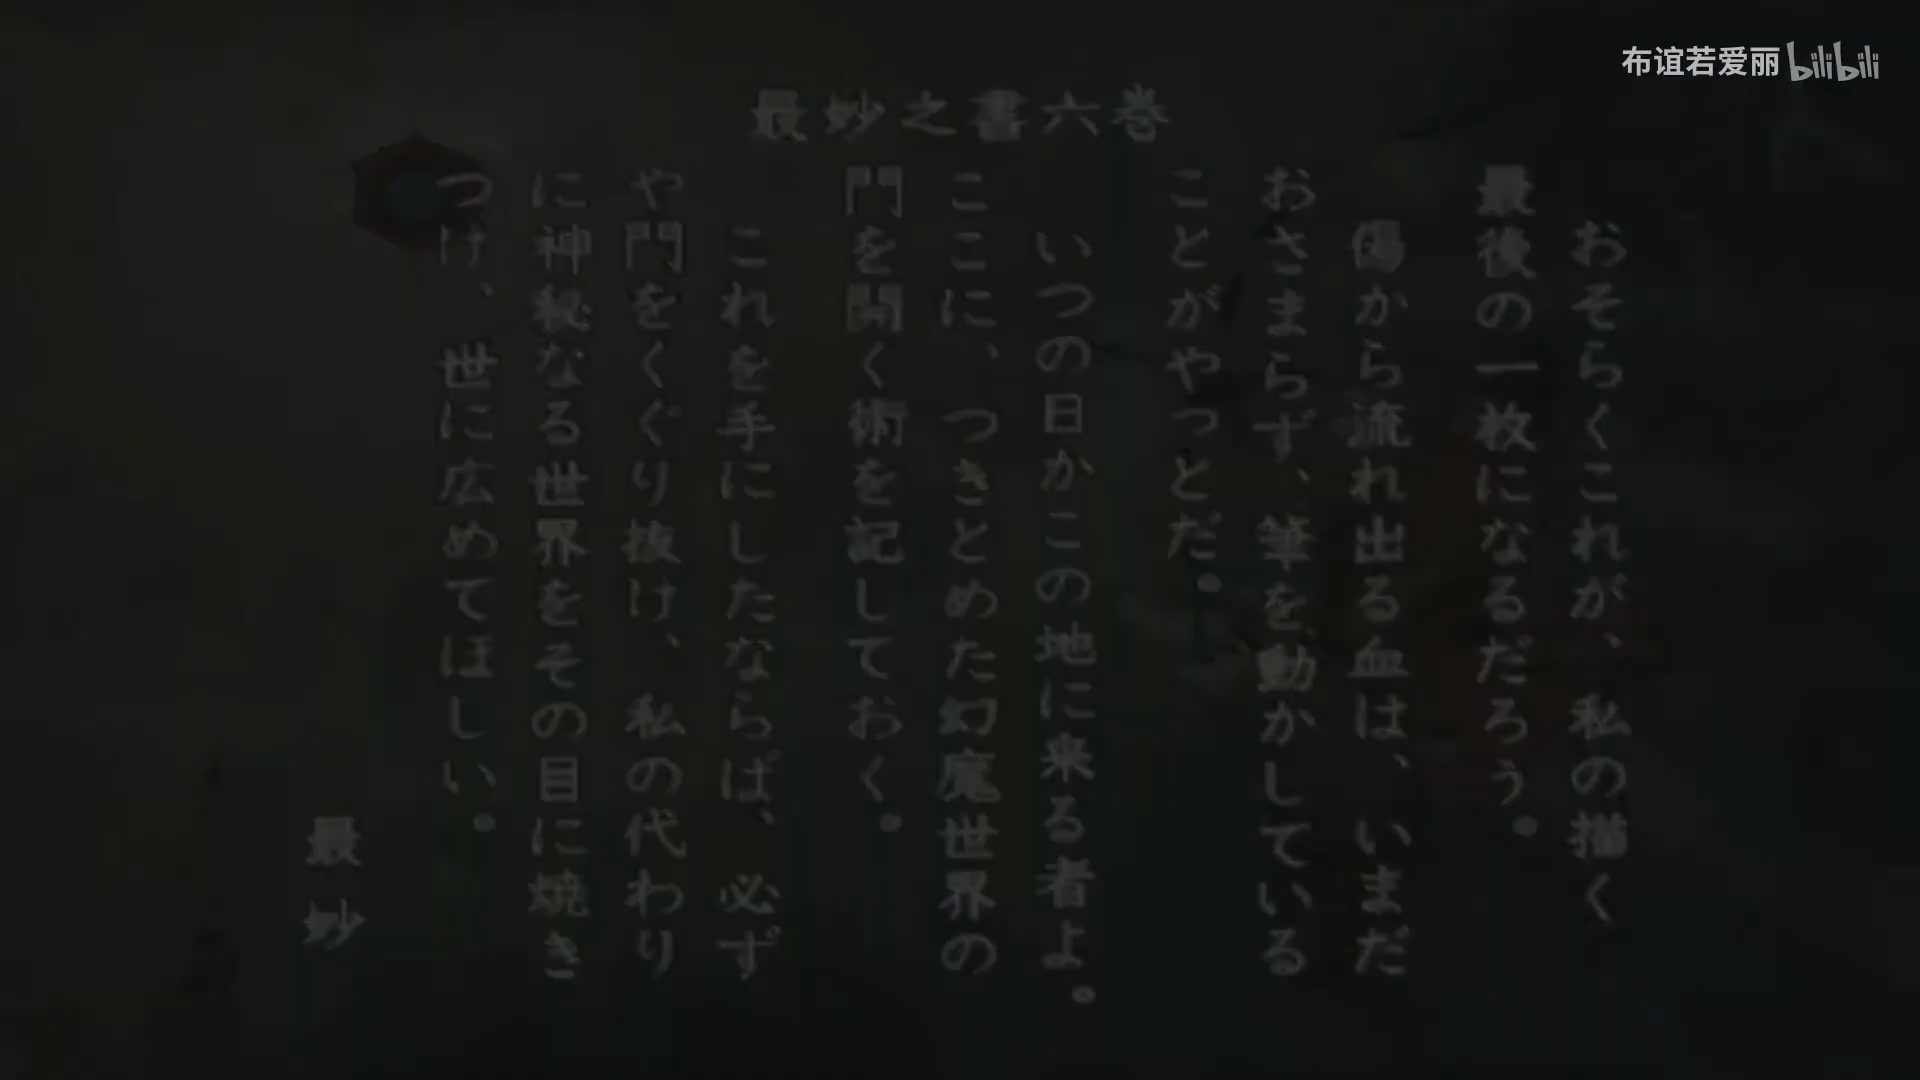 布谊若爱丽 bilibili
最妙之書六巻
おそらくこれが、私の描く
最後の一枚になるだろう。
傷から流れ出る血は、いまだ
おさまらず、筆を動かしている
ことがやっとだ。
いつの日かこの地に来る者よ。
ここに、つきとめた幻魔世界の
門を開く術を記しておく。
これを手にしたならば、必ず
や門をくぐり抜け、私の代わり
に神秘なる世界をその目に焼き
つけ、世に広めてほしい。
最妙